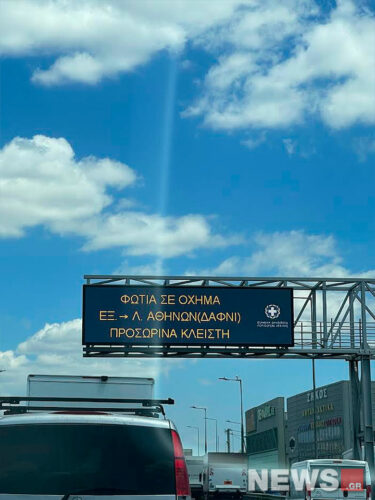 ΦΩΤΙΑ ΣΕ ΟΧΗΜΑ
ΕΞ.→ Λ. ΑΘΗΝΩΝ(ΔΑΦΝΙ)
ΠΡΟΣΩΡΙΝΑ ΚΛΕΙΣΤΗ
NEWS.GR